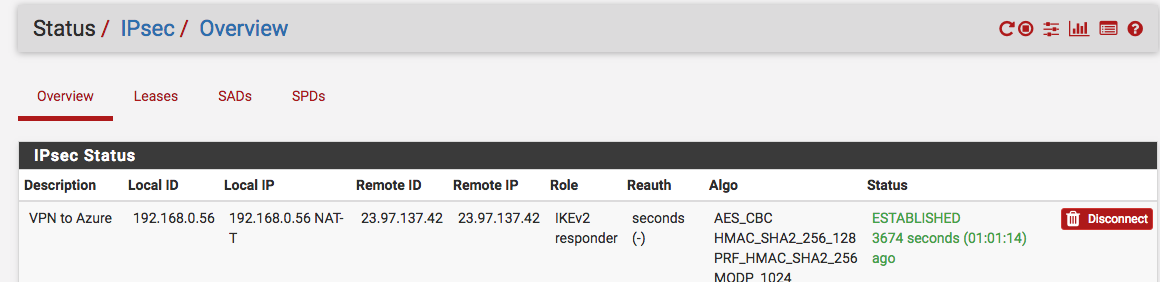 Status / IPsec / Overview
Overview Leases SADs SPDs
IPsec Status
Description Local ID Local IP Remote ID Remote IP Role Reauth Algo Status
VPN to Azure 192.168.0.56 192.168.0.56 NAT- 23.97.137.42 23.97.137.42 IKEv2 seconds AES_CBC ESTABLISHED Disconnect
T responder (-) HMAC_SHA2_256_128 3674 seconds (01:01:14)
PRF_HMAC_SHA2_256 ago
MODP_1024